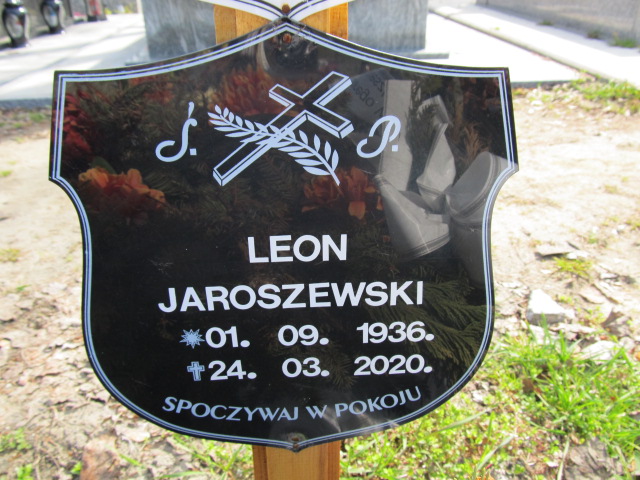 Ś. P.
LEON
JAROSZEWSKI
01. 09. 1936.
24. 03. 2020.
SPOCZYWAJ W POKOJU